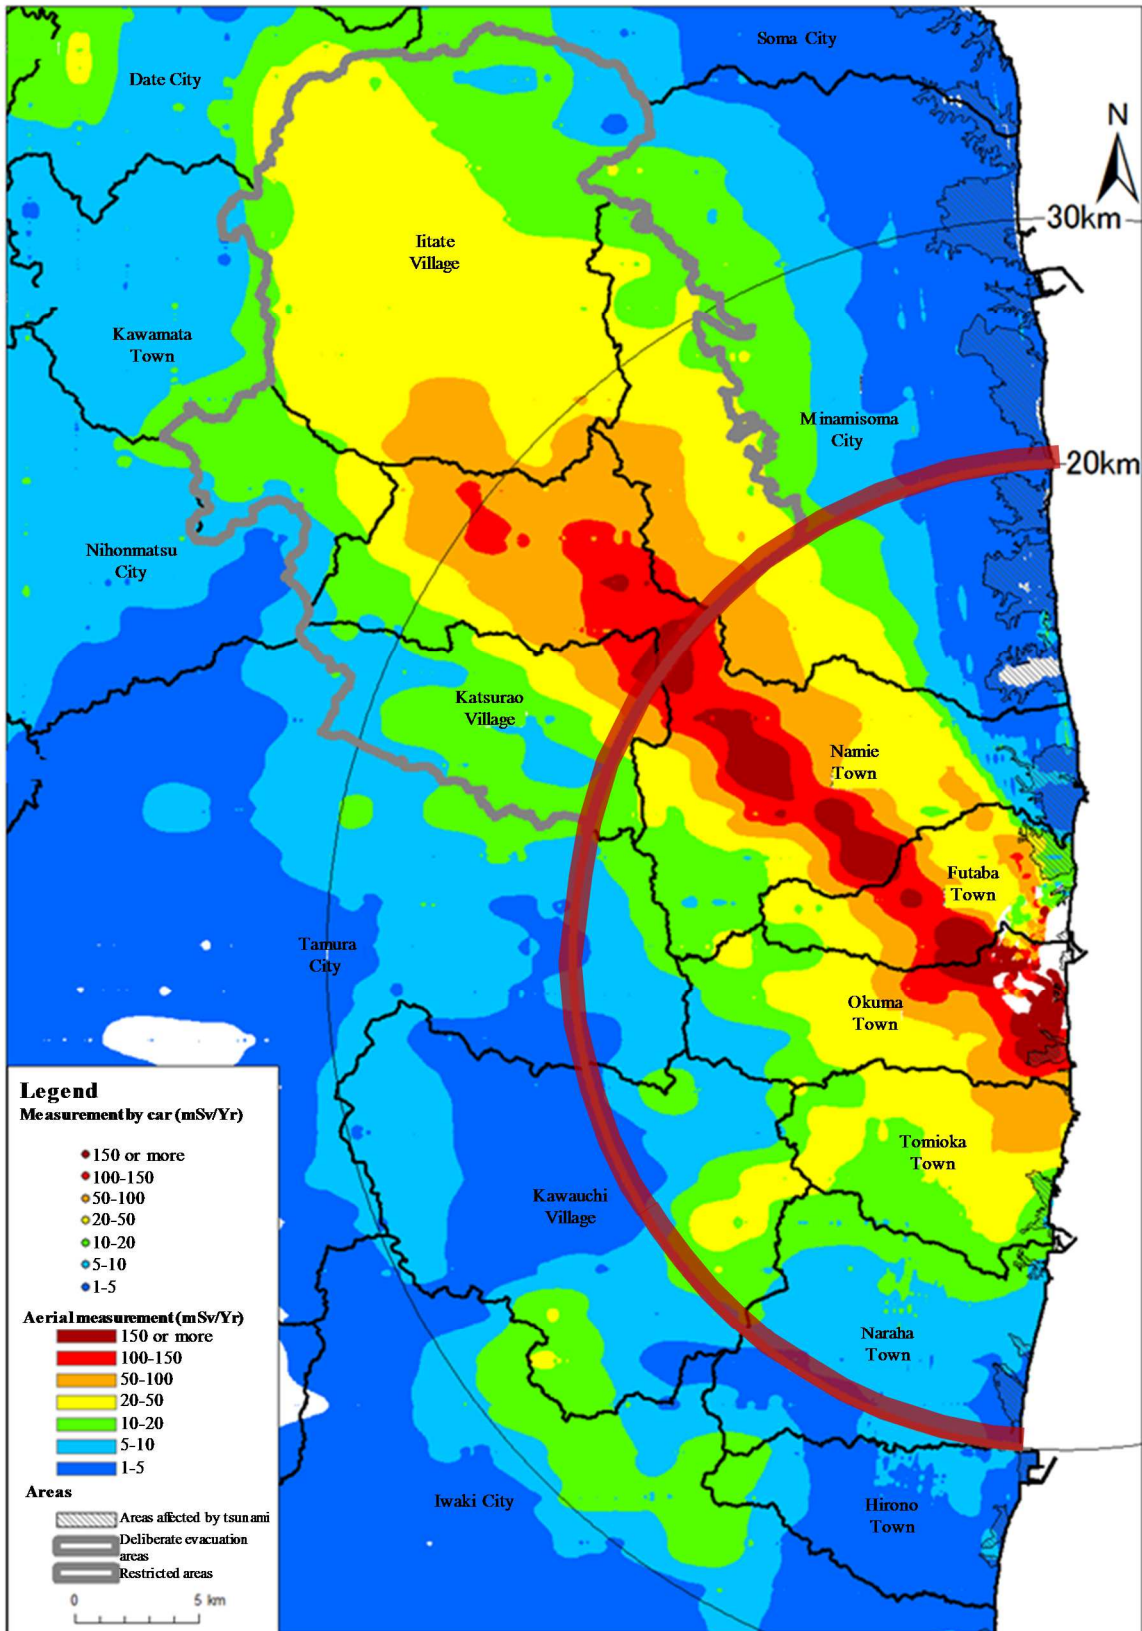 Soma City
Date City
N
30km
Iitate
Village
Kawamata
Town
Minamisoma
City
20km
Nihonmatsu
City
Katsurao
Village
Namie
Town
Futaba
Town
Tamura
City
Okuma
Town
Tomioka
Town
Kawauchi
Village
Naraha
Town
Iwaki City
Hirono
Town
Legend
Measurement by car (mSv/Yr)
150 or more
100-150
50-100
20-50
10-20
5-10
1-5
Aerial measurement (mSv/Yr)
150 or more
100-150
50-100
20-50
10-20
5-10
1-5
Areas
Areas affected by tsunami
Deliberate evacuation
areas
Restricted areas
0 5 km